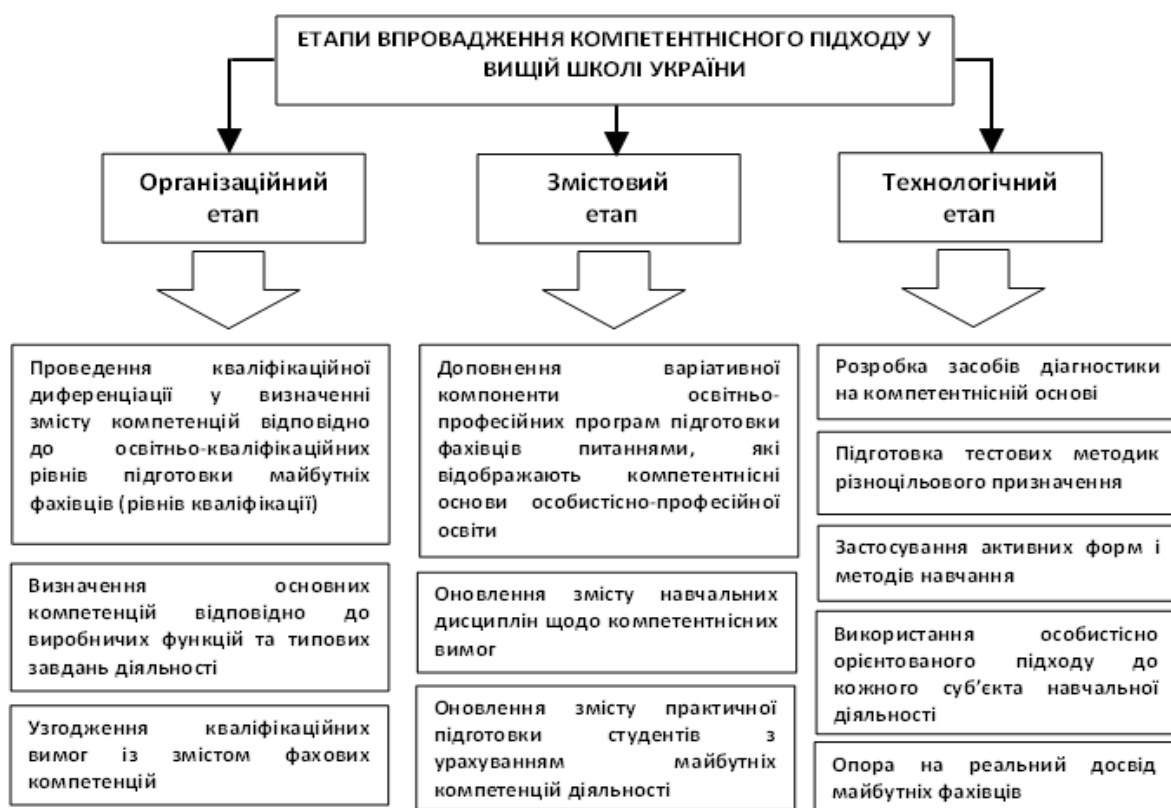 ЕТАПИ ВПРОВАДЖЕННЯ КОМПЕТЕНТНІСНОГО ПІДХОДУ У
ВИЩІЙ ШКОЛІ УКРАЇНИ
Організаційний
етап
Змістовий
етап
Технологічний
етап
Проведення кваліфікаційної
диференціації у визначенні
змісту компетенцій відповідно
до освітньо-кваліфікаційних
рівнів підготовки майбутніх
фахівців (рівнів кваліфікації)
Визначення основних
компетенцій відповідно до
виробничих функцій та типових
завдань діяльності
Узгодження кваліфікаційних
вимог із змістом фахових
компетенцій
Доповнення варіативної
компоненти освітньо-
професійних програм підготовки
фахівців питаннями, які
відображають компетентнісні
основи особистісно-професійної
освіти
Оновлення змісту навчальних
дисциплін щодо компетентнісних
вимог
Оновлення змісту практичної
підготовки студентів з
урахуванням майбутніх
компетенцій діяльності
Розробка засобів діагностики
на компетентнісній основі
Підготовка тестових методик
різноцільового призначення
Застосування активних форм і
методів навчання
Використання особистісно
орієнтованого підходу до
кожного суб’єкта навчальної
діяльності
Опора на реальний досвід
майбутніх фахівців